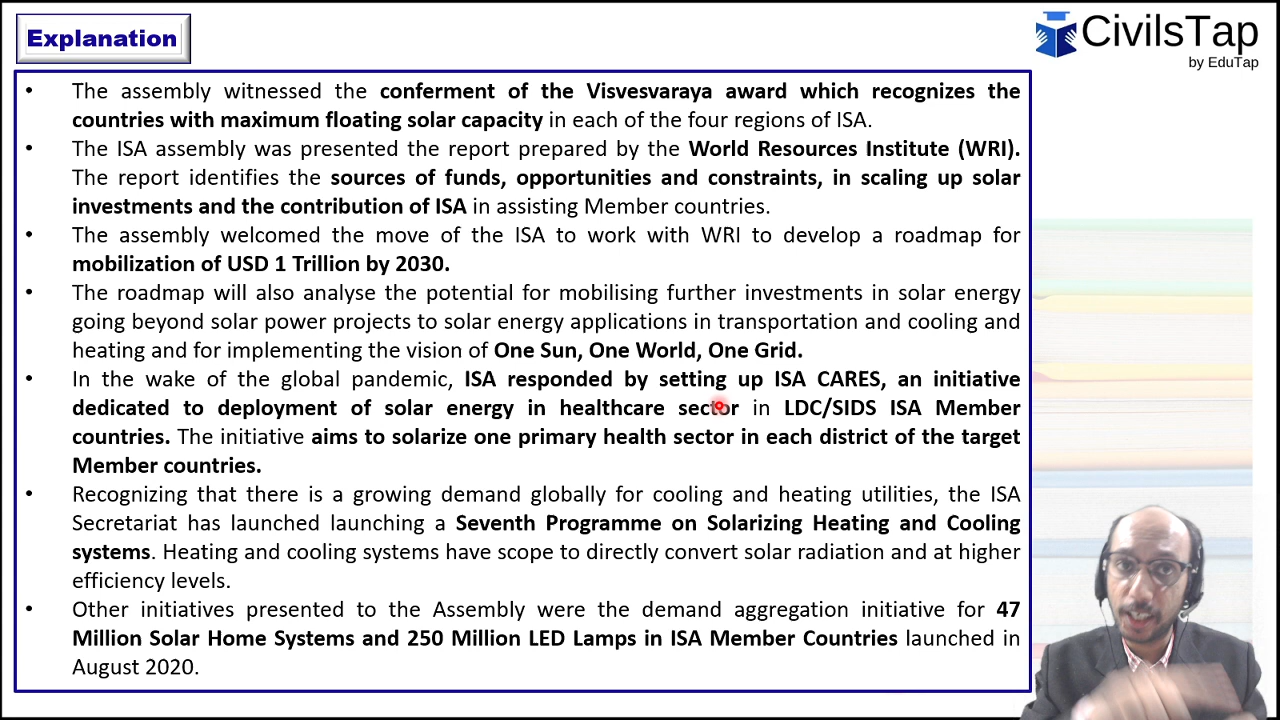 Explanation
CivilsTap
by EduTap
• The assembly witnessed the conferment of the Visvesvaraya award which recognizes the
countries with maximum floating solar capacity in each of the four regions of ISA.
• The ISA assembly was presented the report prepared by the World Resources Institute (WRI).
The report identifies the sources of funds, opportunities and constraints, in scaling up solar
investments and the contribution of ISA in assisting Member countries.
• The assembly welcomed the move of the ISA to work with WRI to develop a roadmap for
mobilization of USD 1 Trillion by 2030.
• The roadmap will also analyse the potential for mobilising further investments in solar energy
going beyond solar power projects to solar energy applications in transportation and cooling and
heating and for implementing the vision of One Sun, One World, One Grid.
• In the wake of the global pandemic, ISA responded by setting up ISA CARES, an initiative
dedicated to deployment of solar energy in healthcare sector in LDC/SIDS ISA Member
countries. The initiative aims to solarize one primary health sector in each district of the target
Member countries.
• Recognizing that there is a growing demand globally for cooling and heating utilities, the ISA
Secretariat has launched launching a Seventh Programme on Solarizing Heating and Cooling
systems. Heating and cooling systems have scope to directly convert solar radiation and at higher
efficiency levels.
• Other initiatives presented to the Assembly were the demand aggregation initiative for 47
Million Solar Home Systems and 250 Million LED Lamps in ISA Member Countries launched in
August 2020.